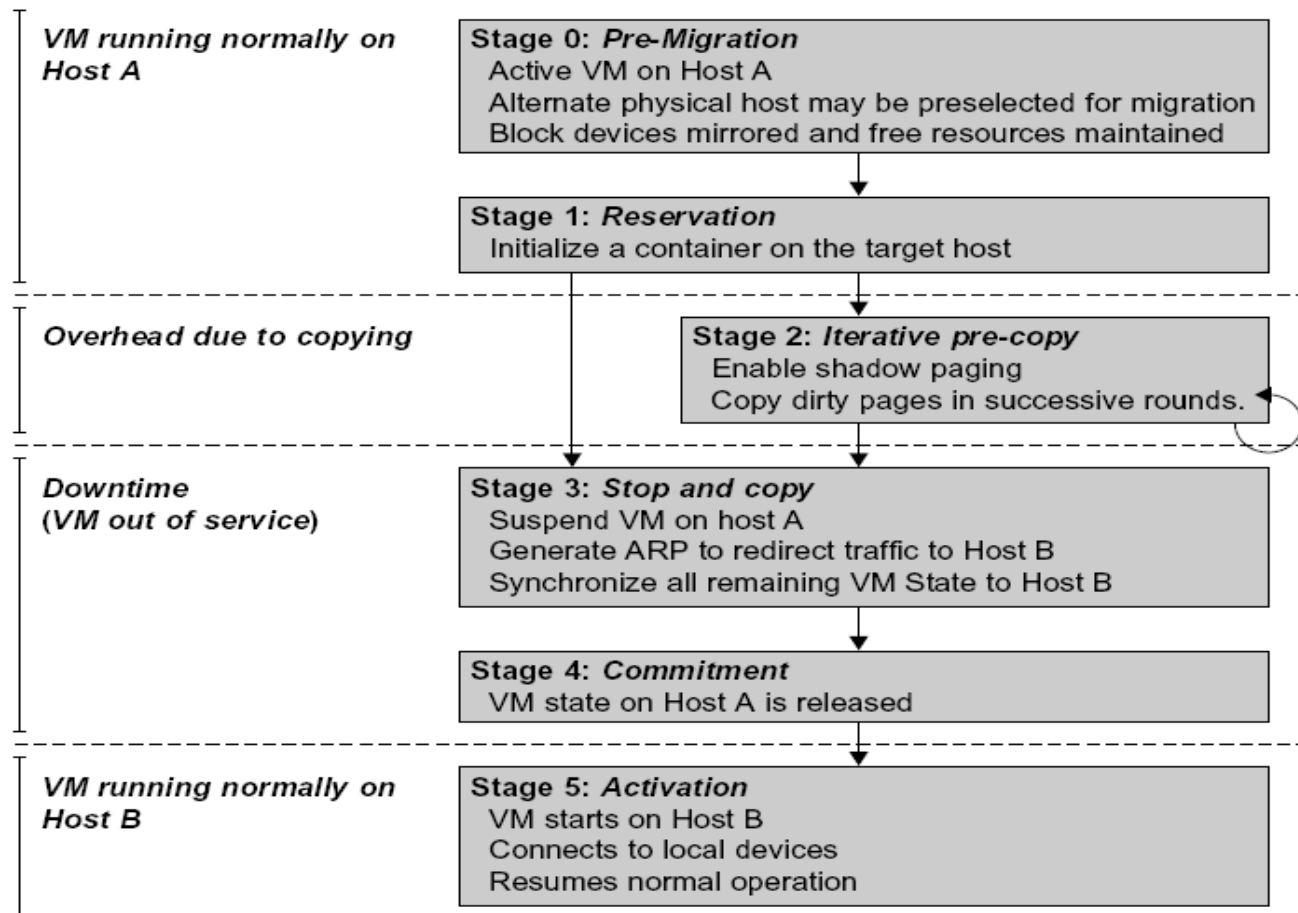 VM running normally on
Host A
Stage 0: Pre-Migration
Active VM on Host A
Alternate physical host may be preselected for migration
Block devices mirrored and free resources maintained
Stage 1: Reservation
Initialize a container on the target host
Overhead due to copying
Stage 2: Iterative pre-copy
Enable shadow paging
Copy dirty pages in successive rounds.
Downtime
(VM out of service)
Stage 3: Stop and copy
Suspend VM on host A
Generate ARP to redirect traffic to Host B
Synchronize all remaining VM State to Host B
Stage 4: Commitment
VM state on Host A is released
VM running normally on
Host B
Stage 5: Activation
VM starts on Host B
Connects to local devices
Resumes normal operation